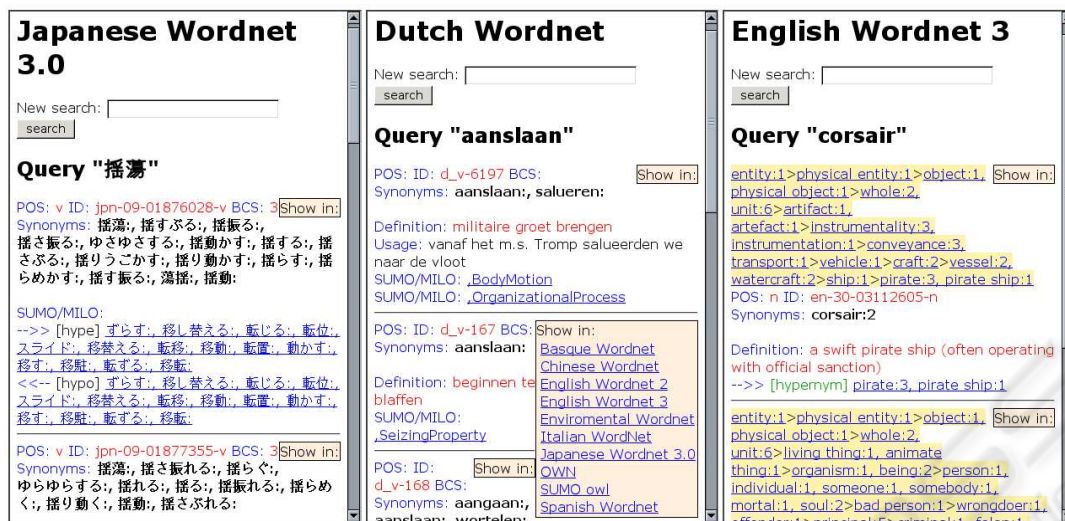 Japanese Wordnet
3.0
New search:
search
Query "揺蕩"
POS: v ID: jpn-09-01876028-v BCS: 3 Show in:
Synonyms: 揺蕩:, 揺すぶる:, 揺振る:,
揺さ振る:, ゆさゆさする:, 揺動かす:, 揺する:, 揺
さぶる:, 揺りうごかす:, 揺り動かす:, 揺らす:, 揺
らめかす:, 揺す振る:, 蕩揺:, 揺動:
SUMO/MILO:
-->> [hype] ずらす:, 移し替える:, 転じる:, 転位:,
スライド:, 移替える:, 転移:, 移動:, 転置:, 動かす:,
移す:, 移駐:, 転ずる:, 移転:
<<-- [hypo] ずらす:, 移し替える:, 転じる:, 転位:,
スライド:, 移替える:, 転移:, 移動:, 転置:, 動かす:,
移す:, 移駐:, 転ずる:, 移転:
POS: v ID: jpn-09-01877355-v BCS: 3 Show in:
Synonyms: 揺蕩:, 揺さ振れる:, 揺らぐ:,
ゆらゆらする:, 揺れる:, 揺る:, 揺振れる:, 揺らめ
く:, 揺り動く:, 揺動:, 揺さぶれる:
Dutch Wordnet
New search:
search
Query "aanslaan"
POS: ID: d_v-6197 BCS: Show in:
Synonyms: aanslaan:, salueren:
Definition: militaire groet brengen
Usage: vanaf het m.s. Tromp salueerden we
naar de vloot
SUMO/MILO: ,BodyMotion
SUMO/MILO: ,OrganizationalProcess
POS: ID: d_v-167 BCS:
Synonyms: aanslaan:
Definition: beginnen te
blaffen
SUMO/MILO:
,SeizingProperty
POS: ID: Show in:
d_v-168 BCS:
Synonyms: aangaan:,
aanslaan:, wortelen:
Show in:
Basque Wordnet
Chinese Wordnet
English Wordnet 2
English Wordnet 3
Enviromental Wordnet
Italian WordNet
Japanese Wordnet 3.0
OWN
SUMO owl
Spanish Wordnet
English Wordnet 3
New search:
search
Query "corsair"
entity:1>physical entity:1>object:1, Show in:
physical object:1>whole:2,
unit:6>artifact:1,
artefact:1>instrumentality:3,
instrumentation:1>conveyance:3,
transport:1>vehicle:1>craft:2>vessel:2,
watercraft:2>ship:1>pirate:3, pirate ship:1
POS: n ID: en-30-03112605-n
Synonyms: corsair:2
Definition: a swift pirate ship (often operating
with official sanction)
-->> [hypernym] pirate:3, pirate ship:1
entity:1>physical entity:1>object:1, Show in:
physical object:1>whole:2,
unit:6>living thing:1, animate
thing:1>organism:1, being:2>person:1,
individual:1, someone:1, somebody:1,
mortal:1, soul:2>bad person:1>wrongdoer:1,
offender:1>principal:5>criminal:1, felon:1,